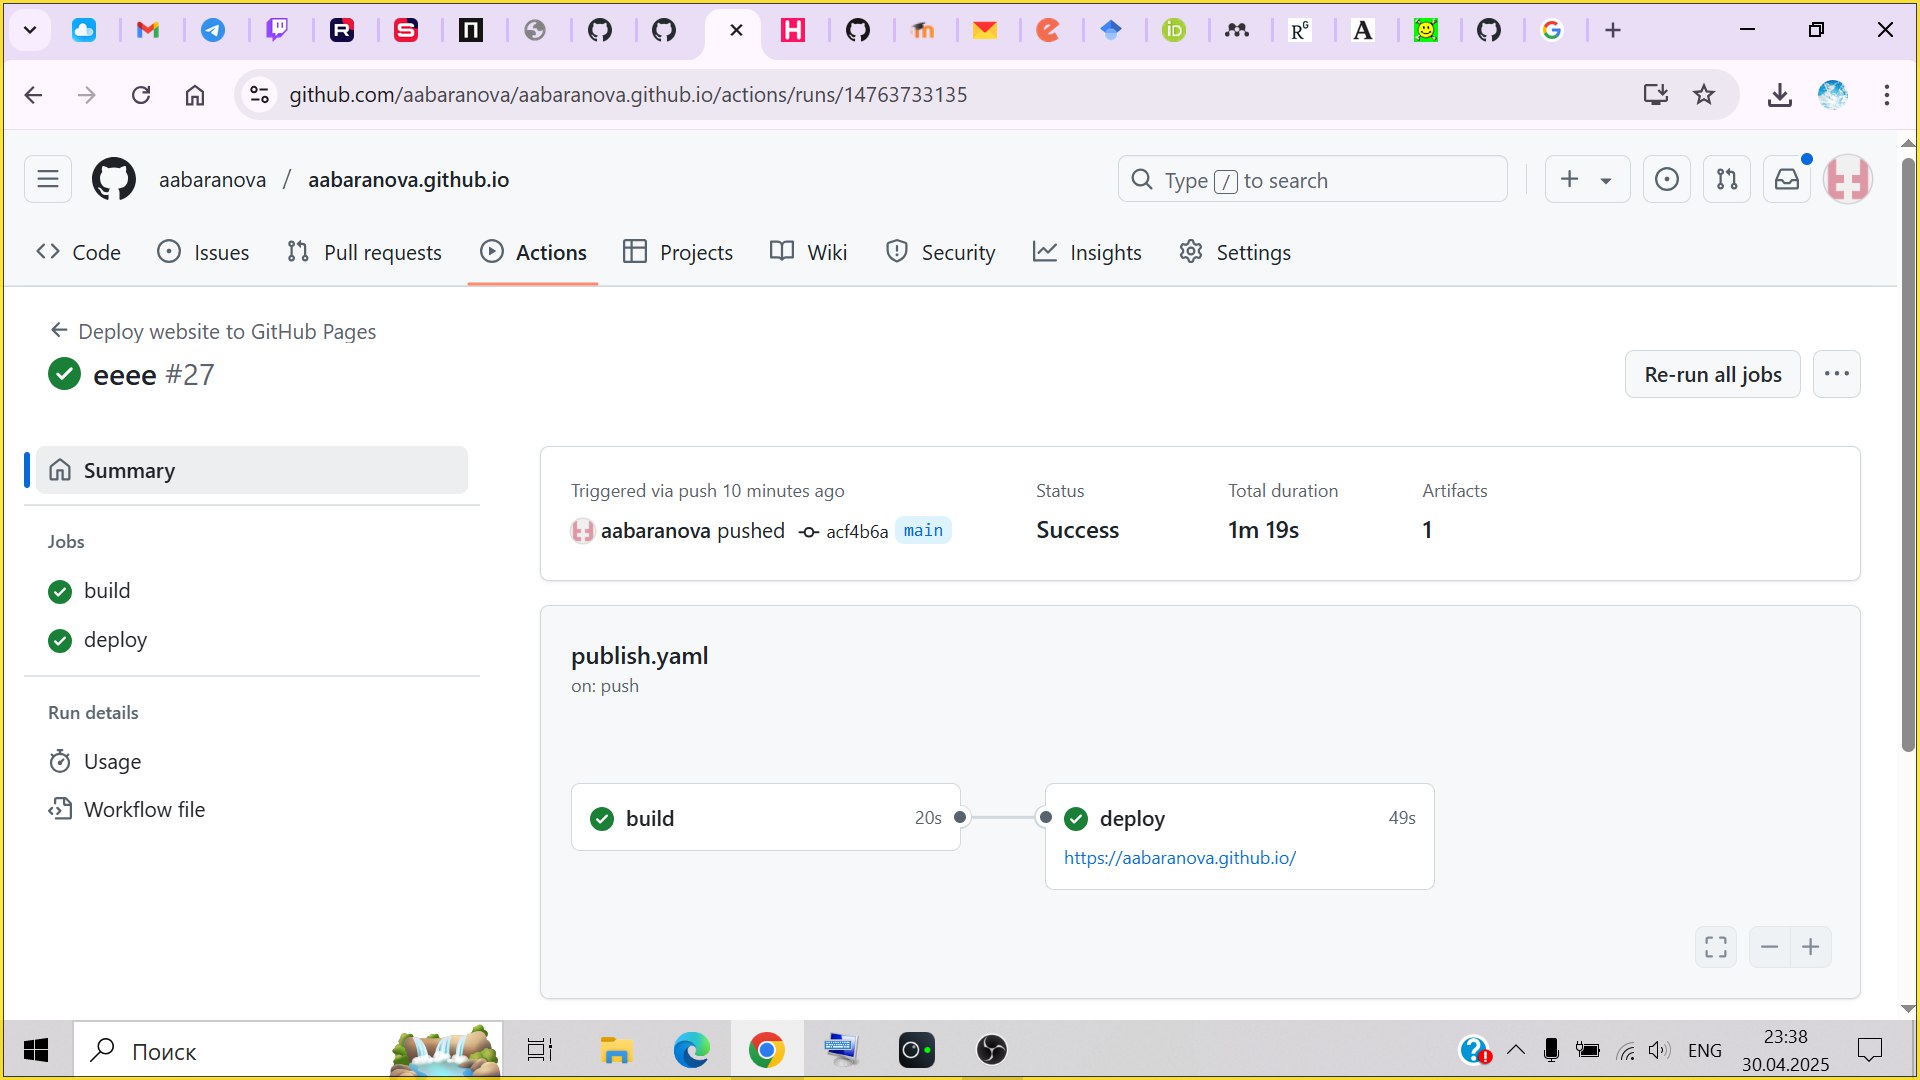 github.com/aabaranova/aabaranova.github.io/actions/runs/14763733135
aabaranova / aabaranova.github.io
Type / to search
Code Issues Pull requests Actions Projects Wiki Security Insights Settings
Deploy website to GitHub Pages
eeee #27
Re-run all jobs
Summary
Jobs
build
deploy
Run details
Usage
Workflow file
Triggered via push 10 minutes ago
aabaranova pushed acf4b6a main
Status
Success
Total duration
1m 19s
Artifacts
1
publish.yaml
on: push
build 20s
deploy 49s
https://aabaranova.github.io/
Поиск
ENG
23:38
30.04.2025